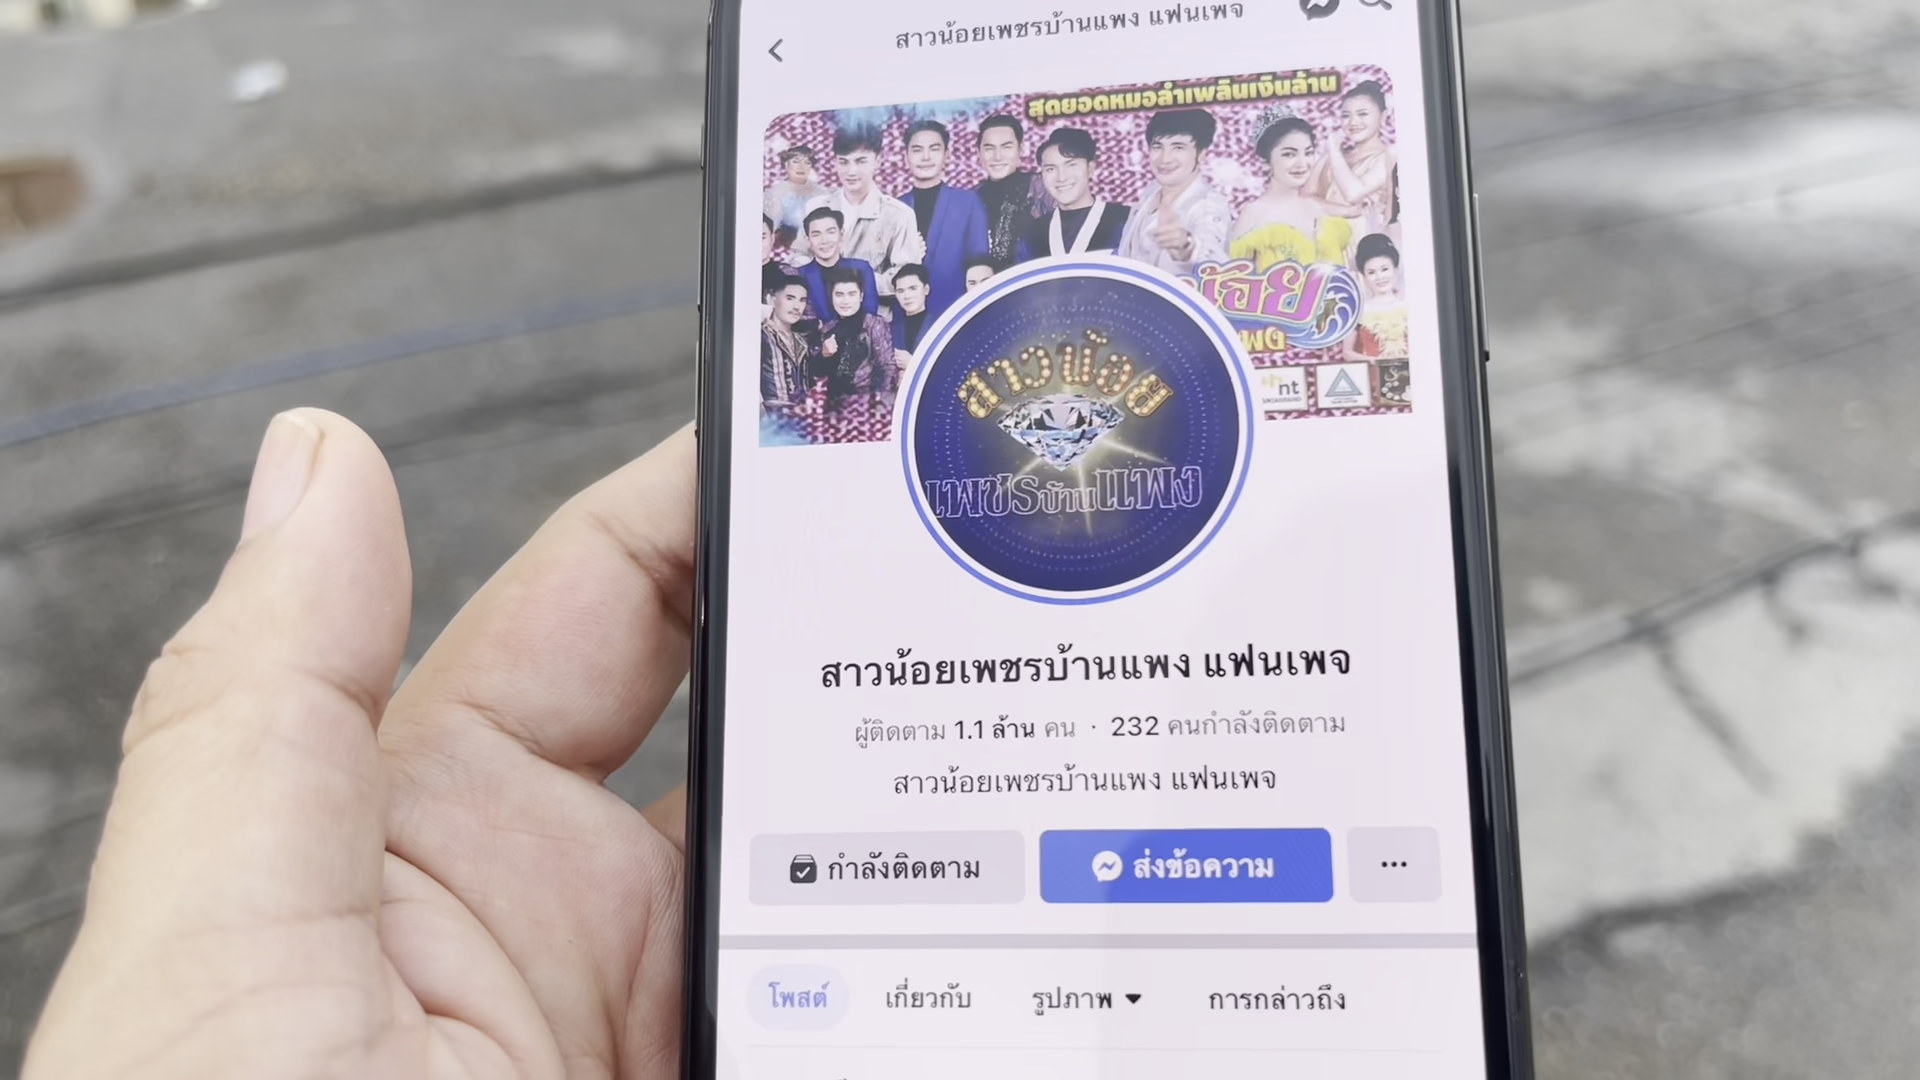 สาวน้อยเพชรบ้านแพง แฟนเพจ
สุดยอดหมอลำเพลินเงินล้าน
น้อย
แพง
nt
สาวน้อย
เพชรบ้านแพง
สาวน้อยเพชรบ้านแพง แฟนเพจ
ผู้ติดตาม 1.1 ล้าน คน · 232 คนกำลังติดตาม
สาวน้อยเพชรบ้านแพง แฟนเพจ
กำลังติดตาม
ส่งข้อความ
โพสต์ เกี่ยวกับ รูปภาพ การกล่าวถึง